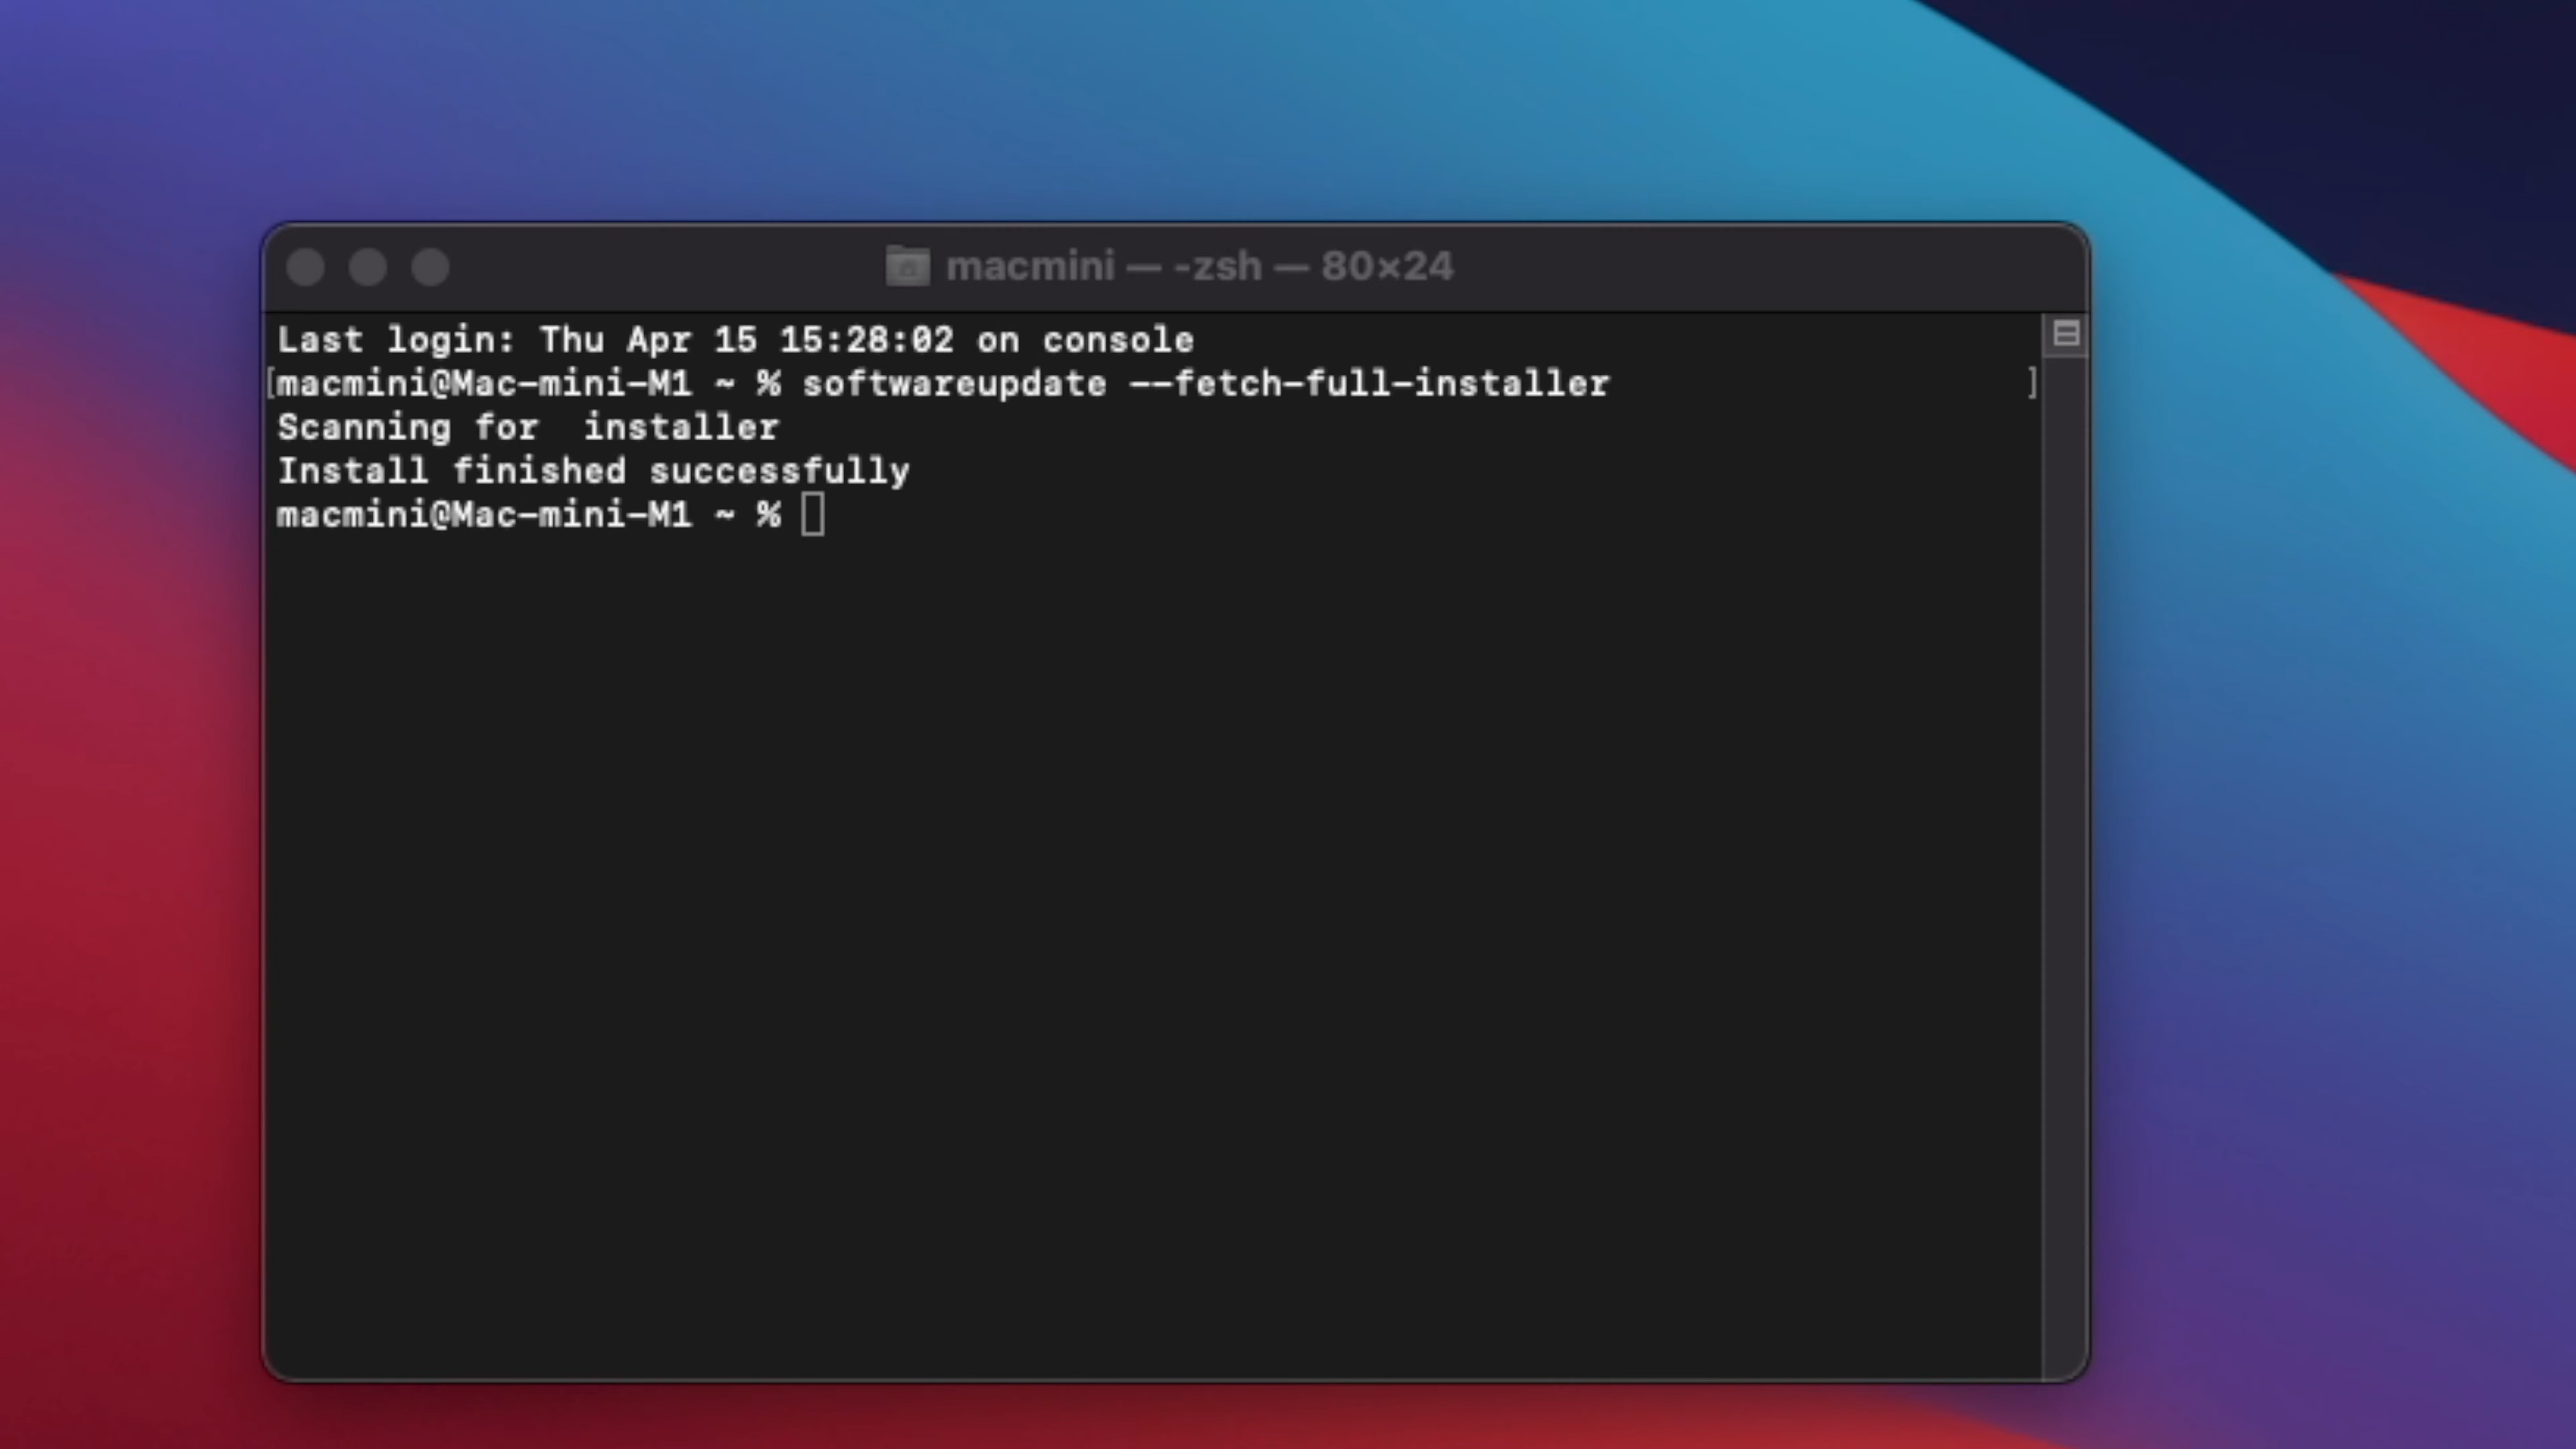 macmini — -zsh — 80×24
Last login: Thu Apr 15 15:28:02 on console
[macmini@Mac-mini-M1 ~ % softwareupdate --fetch-full-installer ]
Scanning for  installer
Install finished successfully
macmini@Mac-mini-M1 ~ %